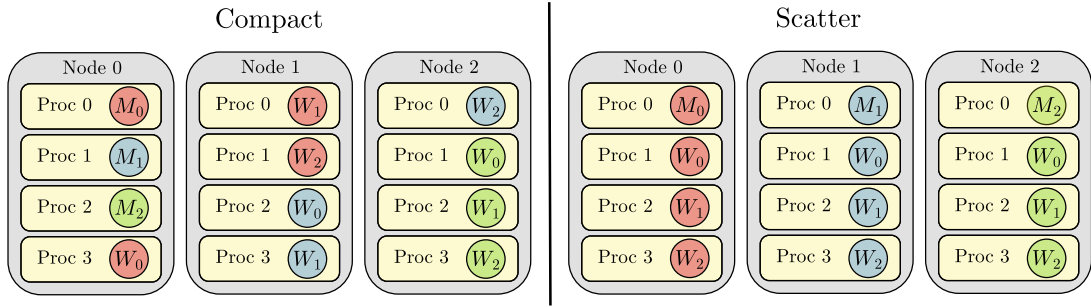 Compact
Scatter
Node 0
Proc 0 M0
Proc 1 M1
Proc 2 M2
Proc 3 W0
Node 1
Proc 0 W1
Proc 1 W2
Proc 2 W0
Proc 3 W1
Node 2
Proc 0 W2
Proc 1 W0
Proc 2 W1
Proc 3 W2
Node 0
Proc 0 M0
Proc 1 W0
Proc 2 W1
Proc 3 W2
Node 1
Proc 0 M1
Proc 1 W0
Proc 2 W1
Proc 3 W2
Node 2
Proc 0 M2
Proc 1 W0
Proc 2 W1
Proc 3 W2